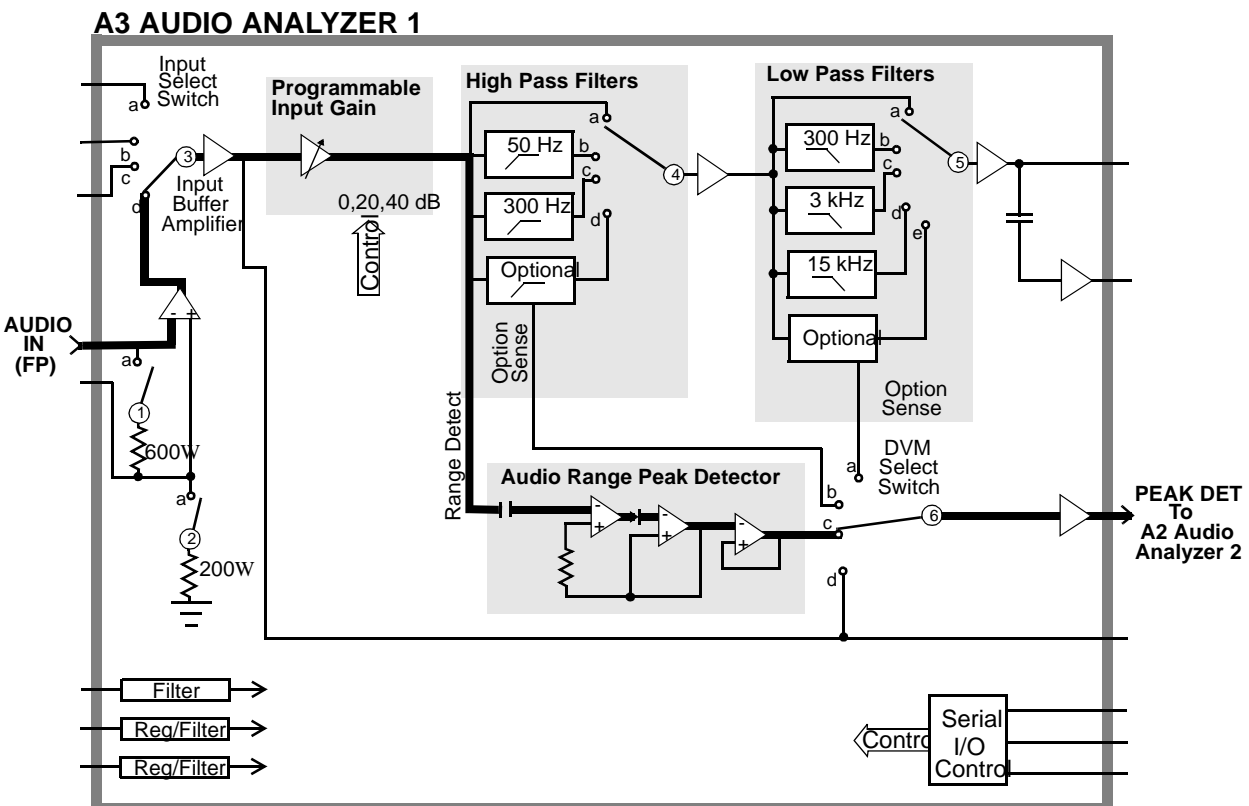 A3 AUDIO ANALYZER 1
Input
Select
Switch
a
b
c
d
3
Input
Buffer
Amplifier
Programmable
Input Gain
0,20,40 dB
Control
High Pass Filters
50 Hz
300 Hz
Optional
a
b
c
d
4
Option
Sense
Low Pass Filters
300 Hz
3 kHz
15 kHz
Optional
a
b
c
d
e
5
Option
Sense
AUDIO
IN
(FP)
- +
a
1
600W
a
2
200W
Range Detect
Audio Range Peak Detector
-
+
-
+
-
+
DVM
Select
Switch
a
b
c
d
6
PEAK DET
To
A2 Audio
Analyzer 2
Filter
Reg/Filter
Reg/Filter
Contro
Serial
I/O
Control